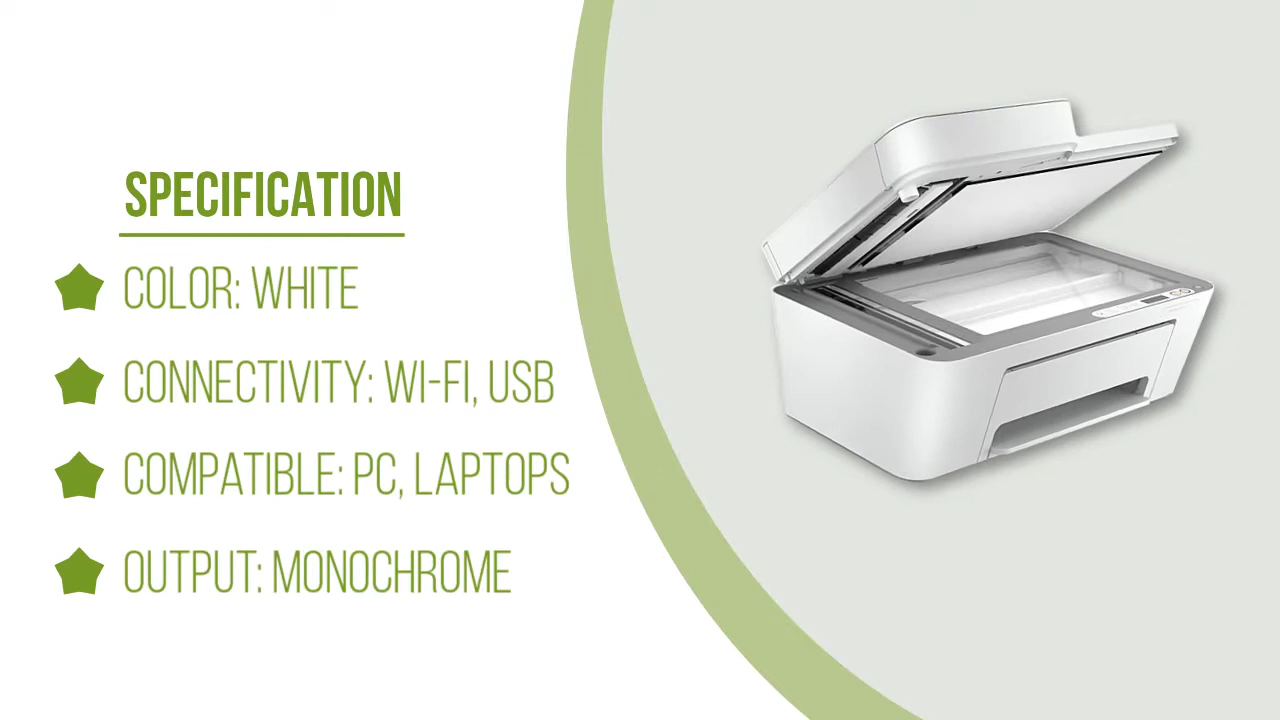 SPECIFICATION
COLOR: WHITE
CONNECTIVITY: WI-FI, USB
COMPATIBLE: PC, LAPTOPS
OUTPUT: MONOCHROME